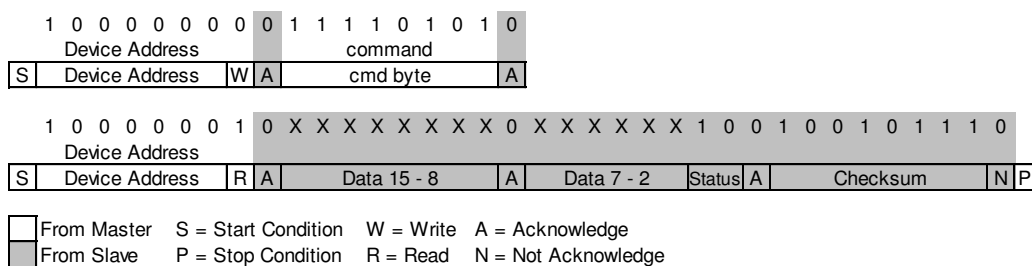 1 0 0 0 0 0 0 0 0 1 1 1 1 0 1 0 1 0
Device Address command
S Device Address W A cmd byte A
1 0 0 0 0 0 0 1 0 X X X X X X X X 0 X X X X X X 1 0 0 1 0 0 1 0 1 1 1 0
Device Address
S Device Address R A Data 15 - 8 A Data 7 - 2 Status A Checksum N P
From Master S = Start Condition W = Write A = Acknowledge
From Slave P = Stop Condition R = Read N = Not Acknowledge